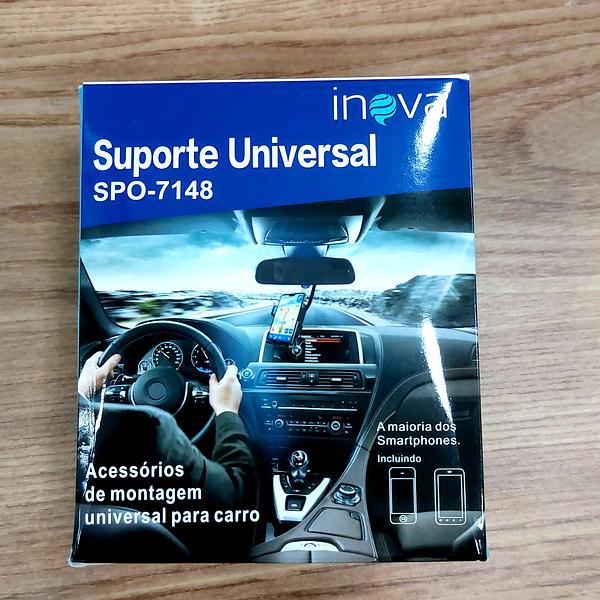 inova
Suporte Universal
SPO-7148
A maioria dos
Smartphones.
Incluindo
Acessórios
de montagem
universal para carro